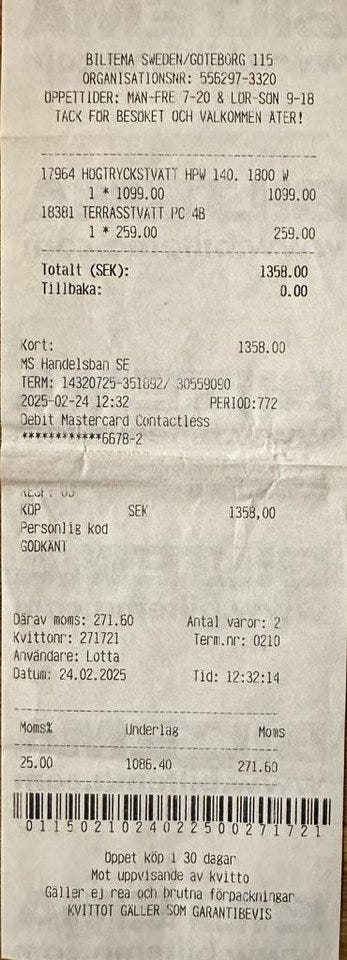 BILTEMA SWEDEN/GÖTEBORG 115
ORGANISATIONSNR: 556297-3320
ÖPPETTIDER: MÅN-FRE 7-20 & LÖR-SÖN 9-18
TACK FÖR BESÖKET OCH VÄLKOMMEN ÅTER!
17964 HÖGTRYCKSTVÄTT HPW 140, 1800 W
1 * 1099.00 1099.00
18381 TERRASSTVÄTT PC 4B
1 * 259.00 259.00
Totalt (SEK): 1358.00
Tillbaka: 0.00
Kort: 1358.00
MS Handelsban SE
TERM: 14320725-351892/ 30559090
2025-02-24 12:32 PERIOD:772
Debit Mastercard Contactless
************6678-2
KÖP SEK 1358,00
Personlig kod
GODKÄNT
Därav moms: 271.60 Antal varor: 2
Kvittonr: 271721 Term.nr: 0210
Användare: Lotta
Datum: 24.02.2025 Tid: 12:32:14
Moms% Underlag Moms
25.00 1086.40 271.60
0115021024022500271721
Öppet köp i 30 dagar
Mot uppvisande av kvitto
Gäller ej rea och brutna förpackningar
KVITTOT GÄLLER SOM GARANTIBEVIS